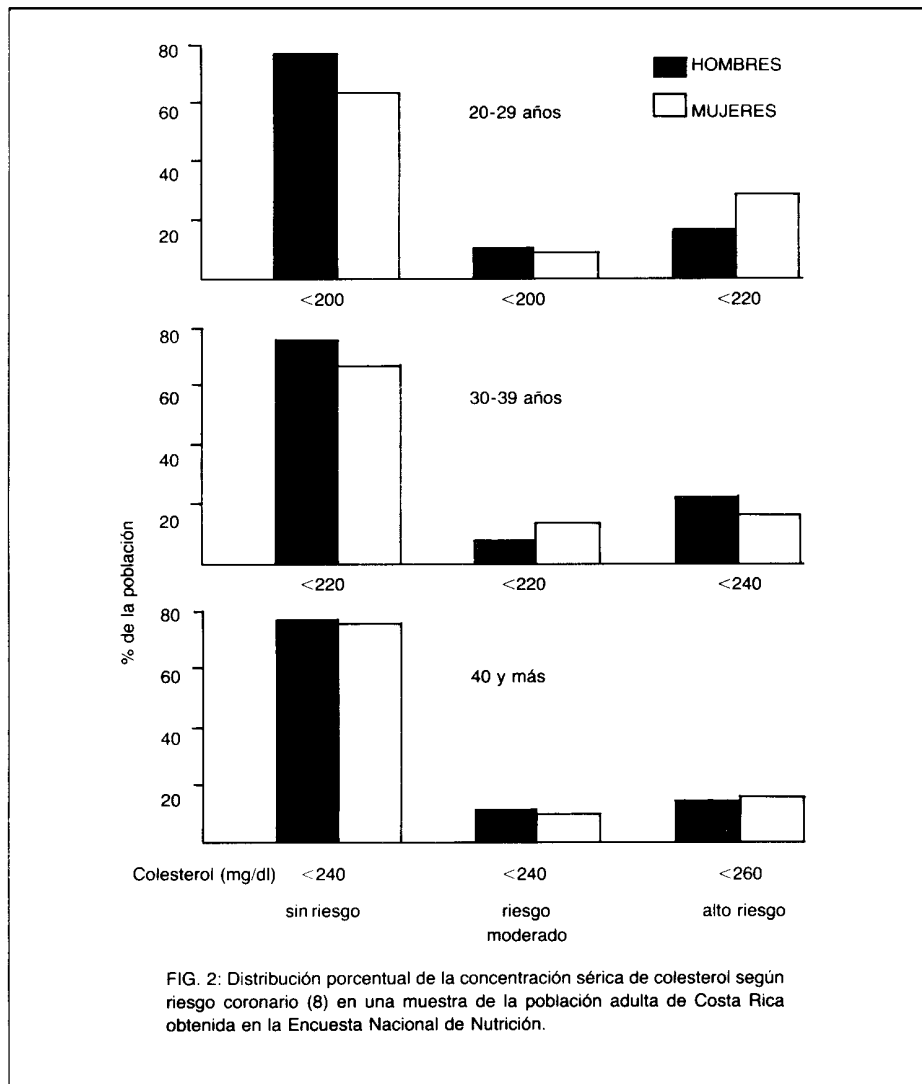 80
60
40
20
20-29 años
HOMBRES
MUJERES
<200
<200
<220
80
60
40
20
30-39 años
<220
<220
<240
% de la población
80
60
40
20
40 y más
Colesterol (mg/dl)
<240
<240
<260
sin riesgo
riesgo
moderado
alto riesgo
FIG. 2: Distribución porcentual de la concentración sérica de colesterol según
riesgo coronario (8) en una muestra de la población adulta de Costa Rica
obtenida en la Encuesta Nacional de Nutrición.